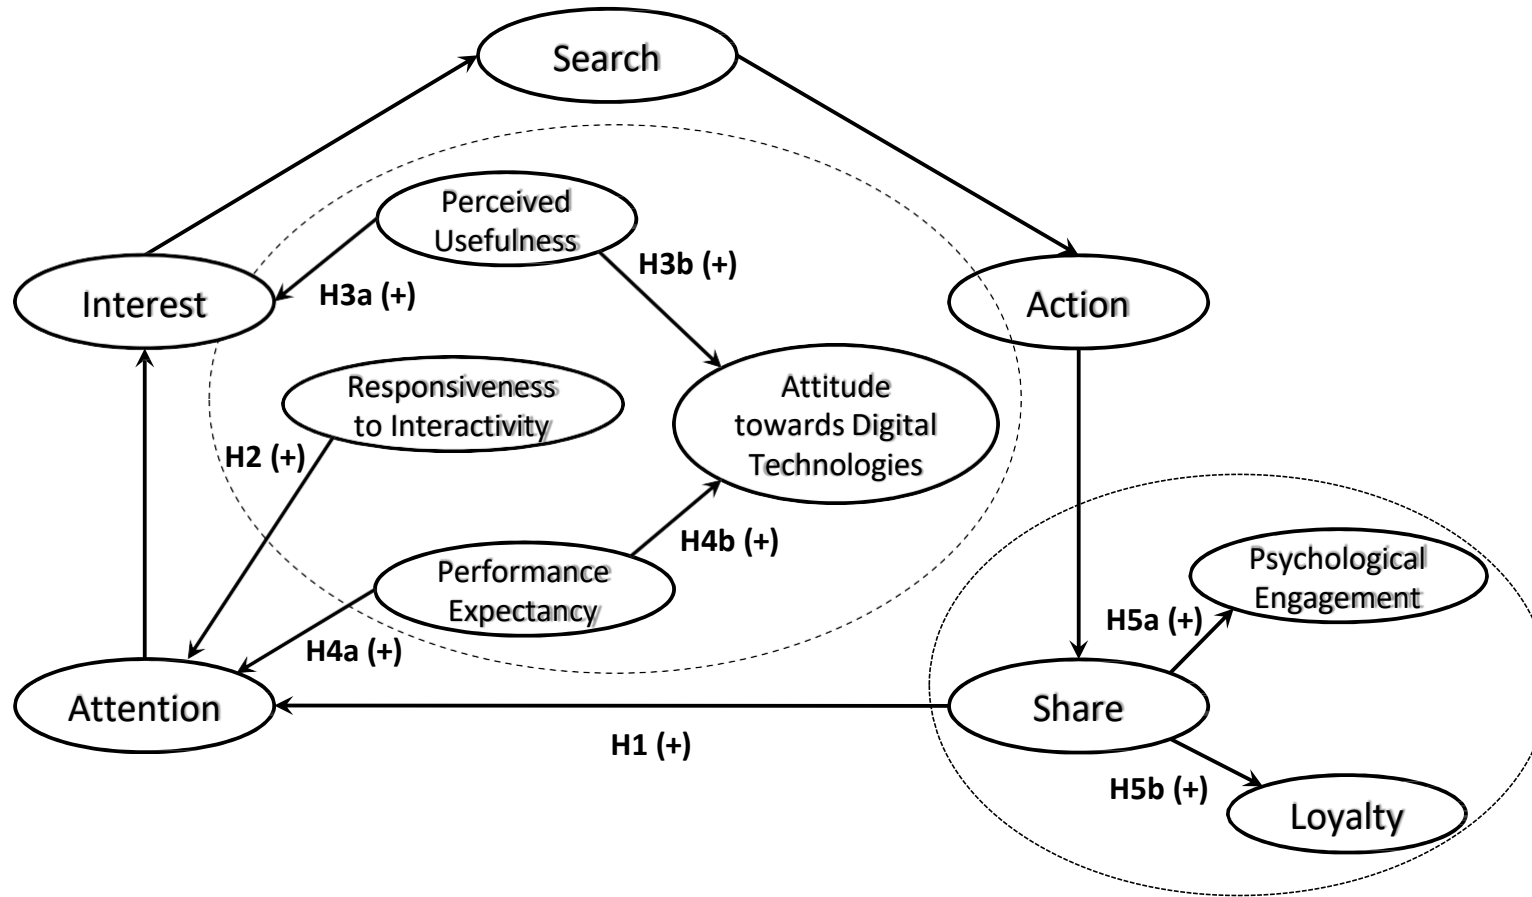 Search
Perceived
Usefulness
H3b (+)
H3a (+)
Interest
Action
Responsiveness
to Interactivity
Attitude
towards Digital
Technologies
H2 (+)
H4b (+)
Performance
Expectancy
Psychological
Engagement
H5a (+)
H4a (+)
Attention
Share
H1 (+)
H5b (+)
Loyalty